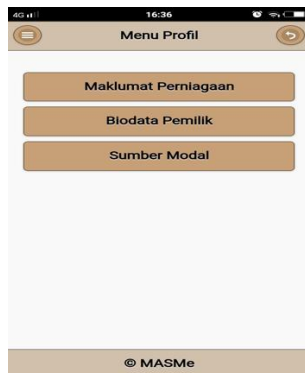 4G
16:36
Menu Profil
Maklumat Perniagaan
Biodata Pemilik
Sumber Modal
© MASMe